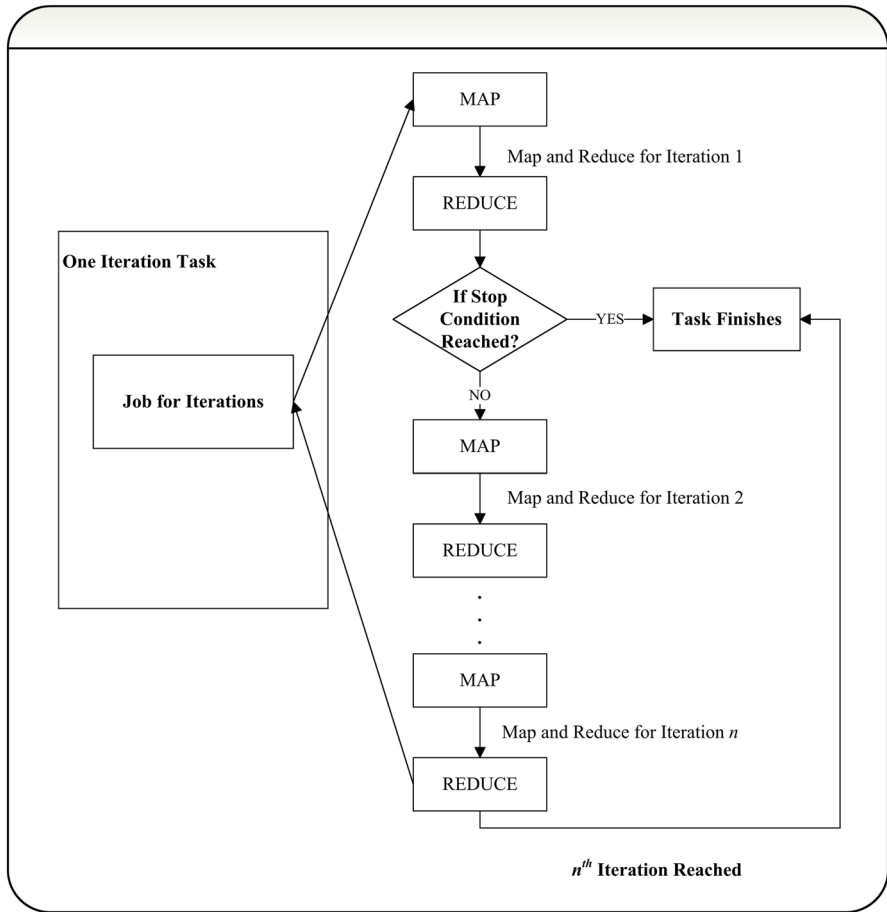 MAP
Map and Reduce for Iteration 1
REDUCE
One Iteration Task
If Stop
Condition
Reached?
YES
Task Finishes
Job for Iterations
NO
MAP
Map and Reduce for Iteration 2
REDUCE
.
.
.
MAP
Map and Reduce for Iteration n
REDUCE
nth Iteration Reached